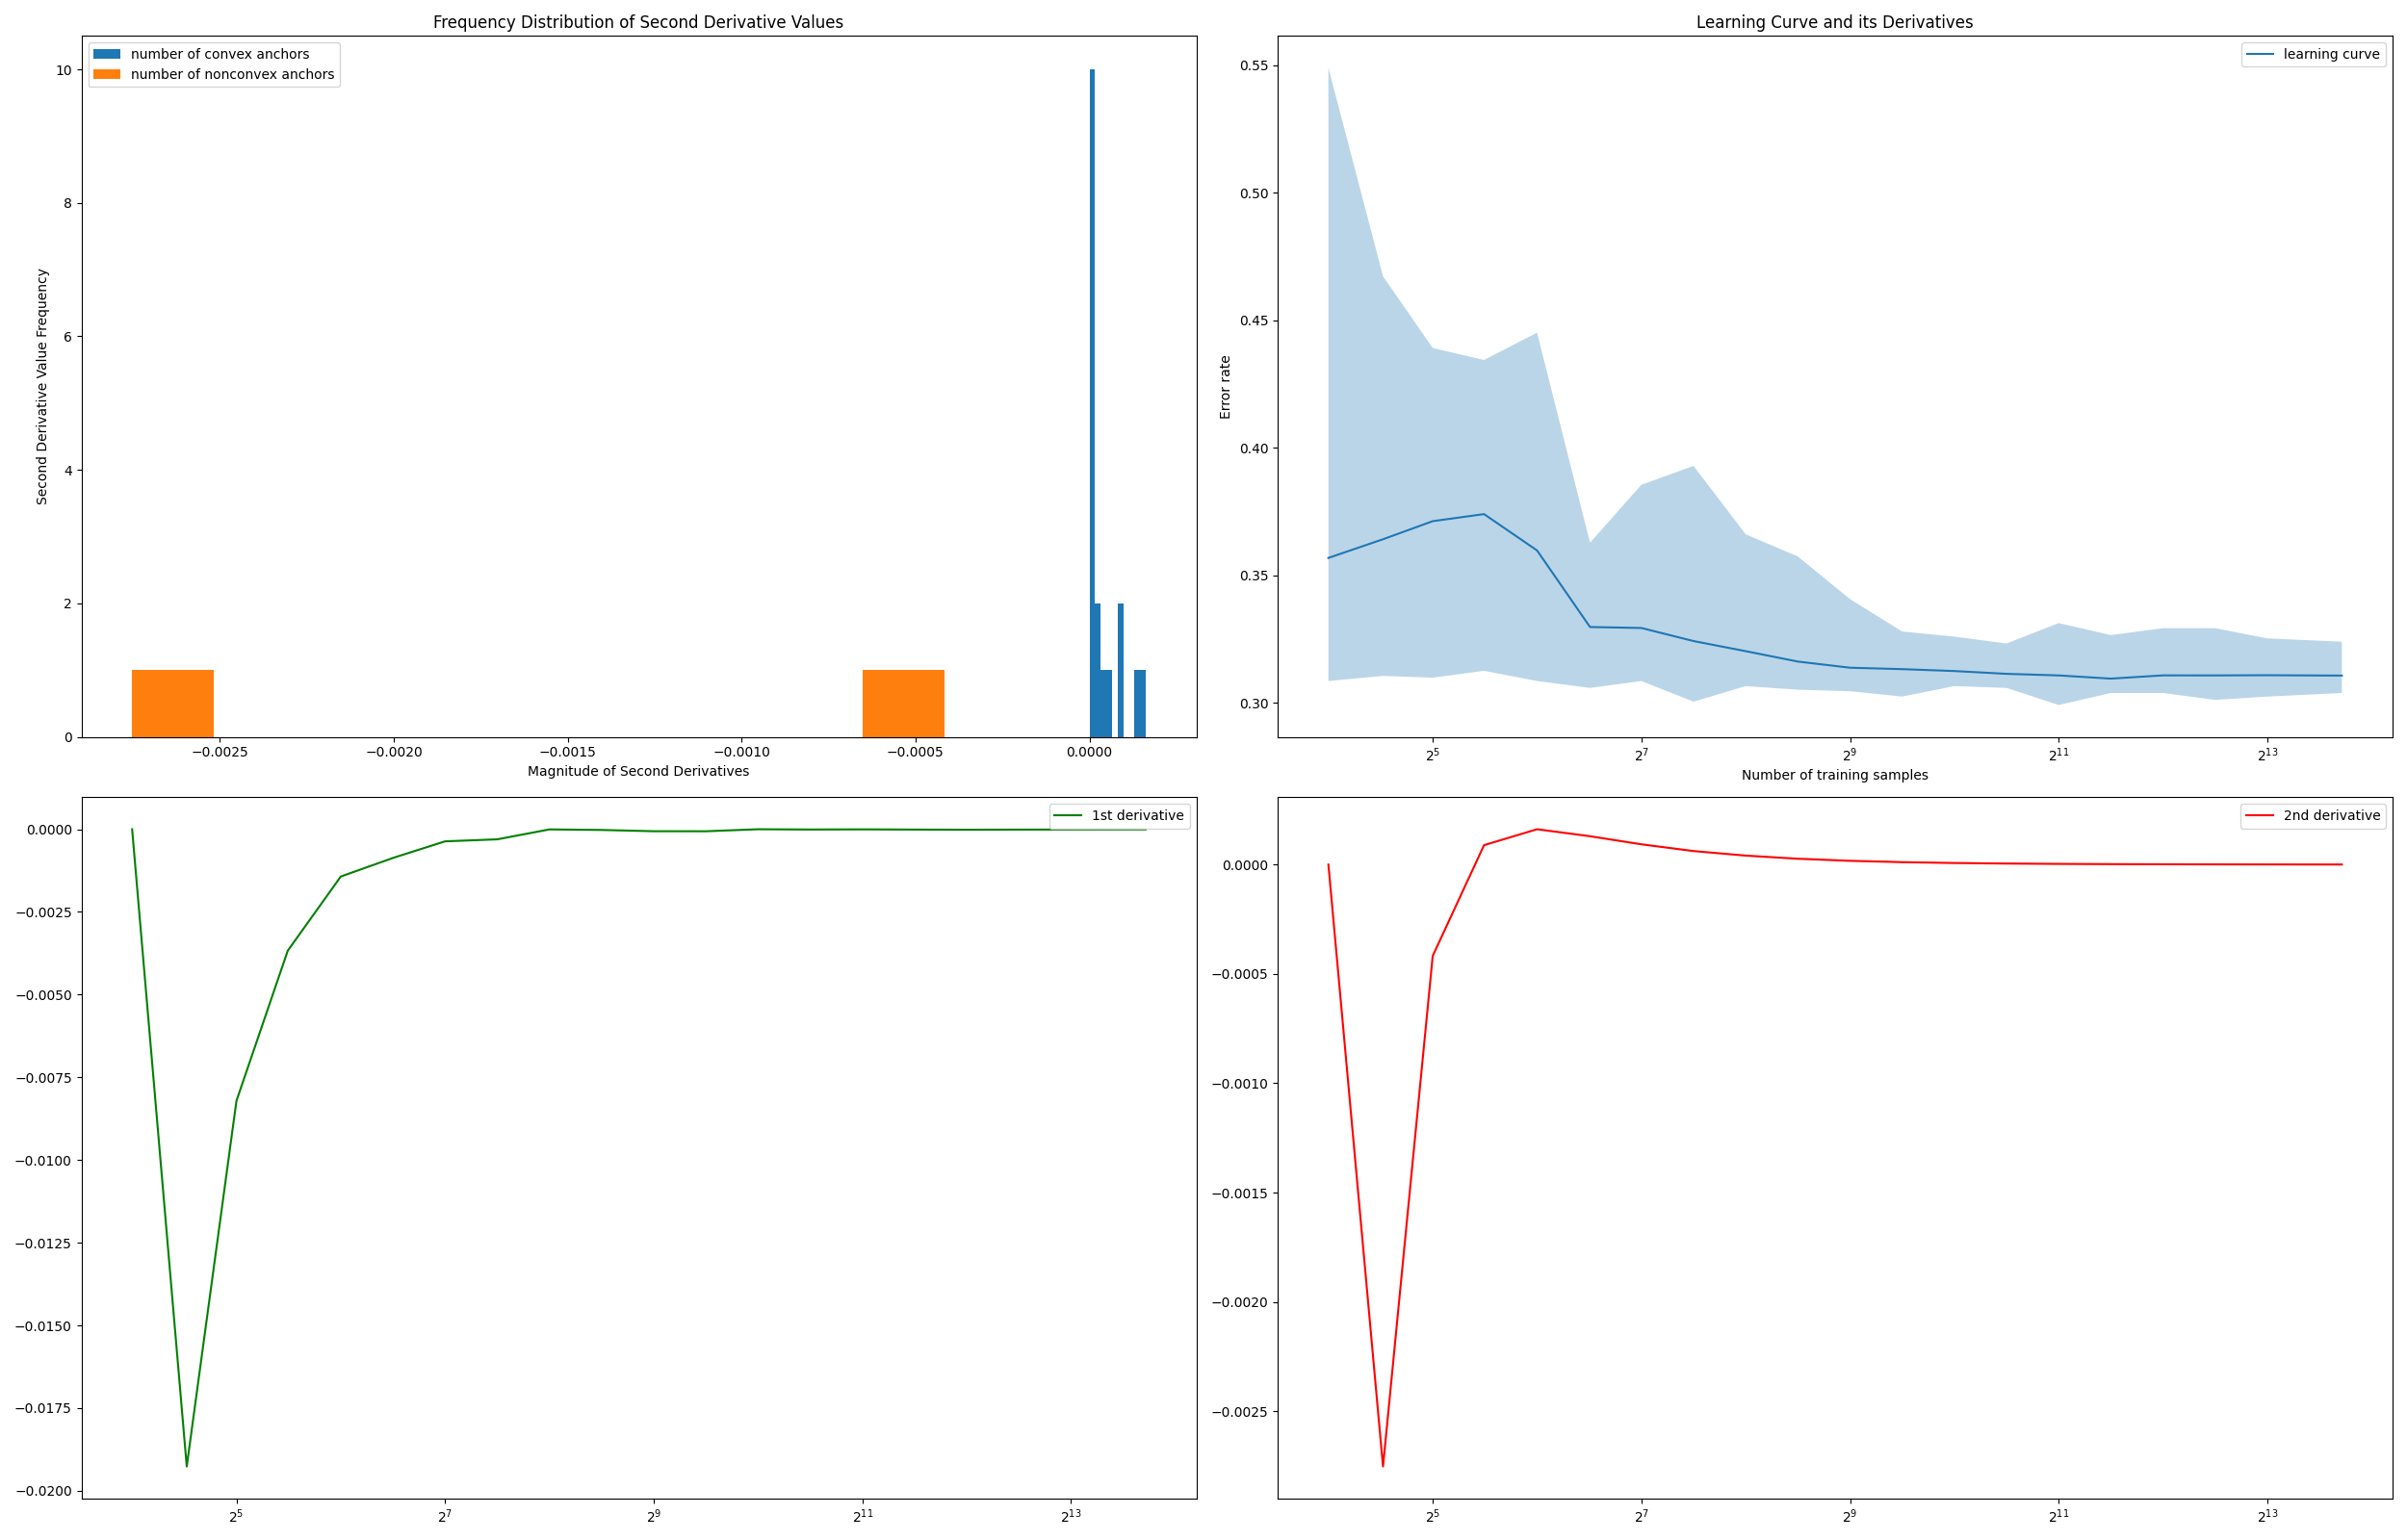 Frequency Distribution of Second Derivative Values
number of convex anchors
number of nonconvex anchors
Second Derivative Value Frequency
10
8
6
4
2
0
−0.0025 −0.0020 −0.0015 −0.0010 −0.0005 0.0000
Magnitude of Second Derivatives
Learning Curve and its Derivatives
learning curve
Error rate
0.55
0.50
0.45
0.40
0.35
0.30
2^5 2^7 2^9 2^11 2^13
Number of training samples
1st derivative
0.0000
−0.0025
−0.0050
−0.0075
−0.0100
−0.0125
−0.0150
−0.0175
−0.0200
2^5 2^7 2^9 2^11 2^13
2nd derivative
0.0000
−0.0005
−0.0010
−0.0015
−0.0020
−0.0025
2^5 2^7 2^9 2^11 2^13